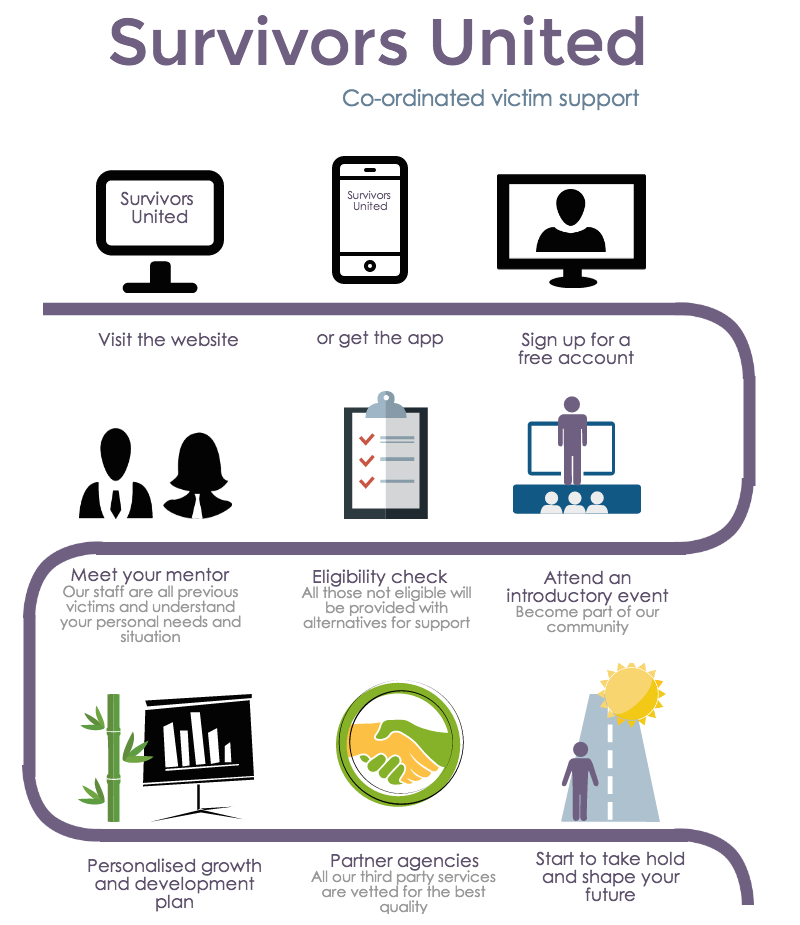 Survivors United
Co-ordinated victim support
Survivors
United
Survivors
United
Visit the website
or get the app
Sign up for a
free account
Meet your mentor
Our staff are all previous
victims and understand
your personal needs and
situation
Eligibility check
All those not eligible will
be provided with
alternatives for support
Attend an
introductory event
Become part of our
community
Personalised growth
and development
plan
Partner agencies
All our third party services
are vetted for the best
quality
Start to take hold
and shape your
future